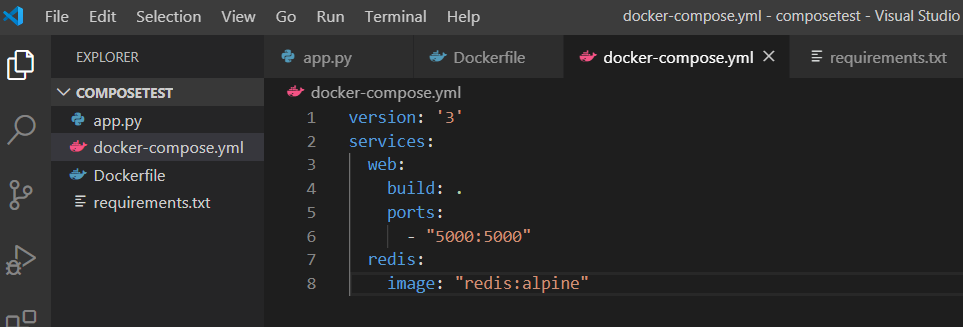 File Edit Selection View Go Run Terminal Help docker-compose.yml - composetest - Visual Studio
EXPLORER
app.py Dockerfile docker-compose.yml requirements.txt
COMPOSETEST
app.py
docker-compose.yml
Dockerfile
requirements.txt
docker-compose.yml
1 version: '3'
2 services:
3 web:
4 build: .
5 ports:
6 - "5000:5000"
7 redis:
8 image: "redis:alpine"